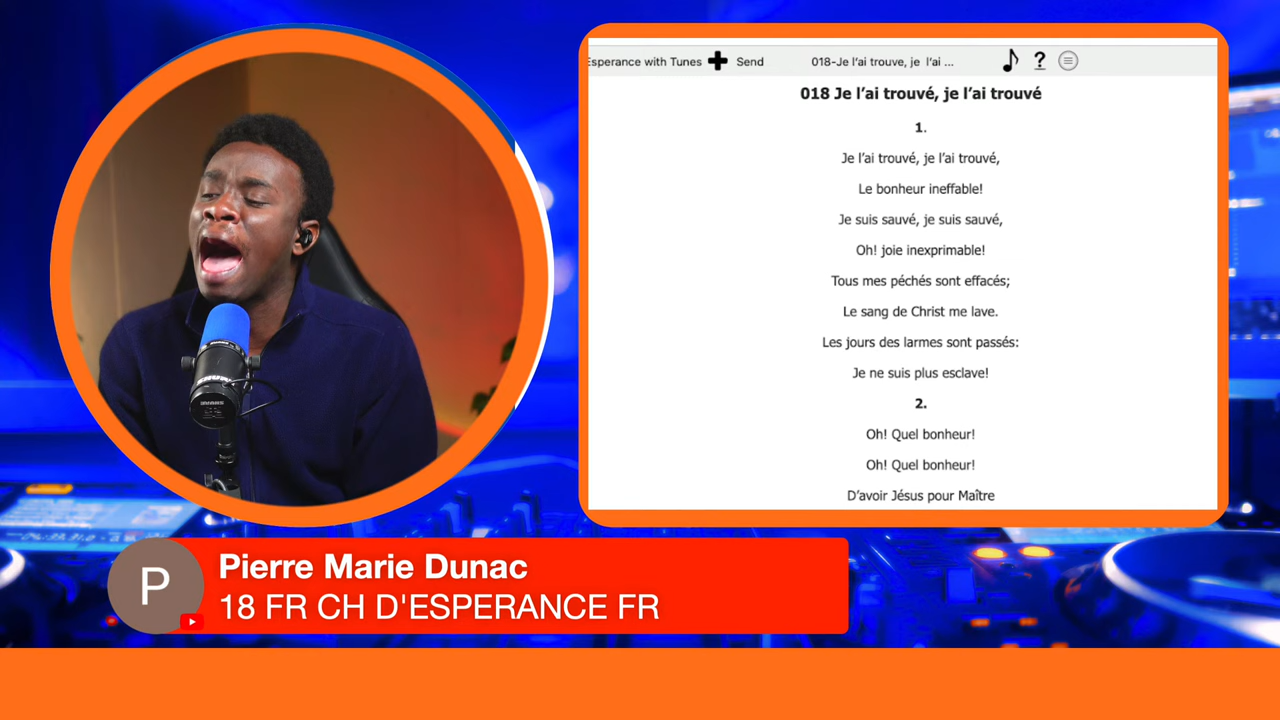 Esperance with Tunes Send 018-Je l'ai trouve, je l'ai ... ?
018 Je l'ai trouvé, je l'ai trouvé
1.
Je l'ai trouvé, je l'ai trouvé,
Le bonheur ineffable!
Je suis sauvé, je suis sauvé,
Oh! joie inexprimable!
Tous mes péchés sont effacés;
Le sang de Christ me lave.
Les jours des larmes sont passés:
Je ne suis plus esclave!
2.
Oh! Quel bonheur!
Oh! Quel bonheur!
D'avoir Jésus pour Maître
SHURE
SHURE
P
Pierre Marie Dunac
18 FR CH D'ESPERANCE FR